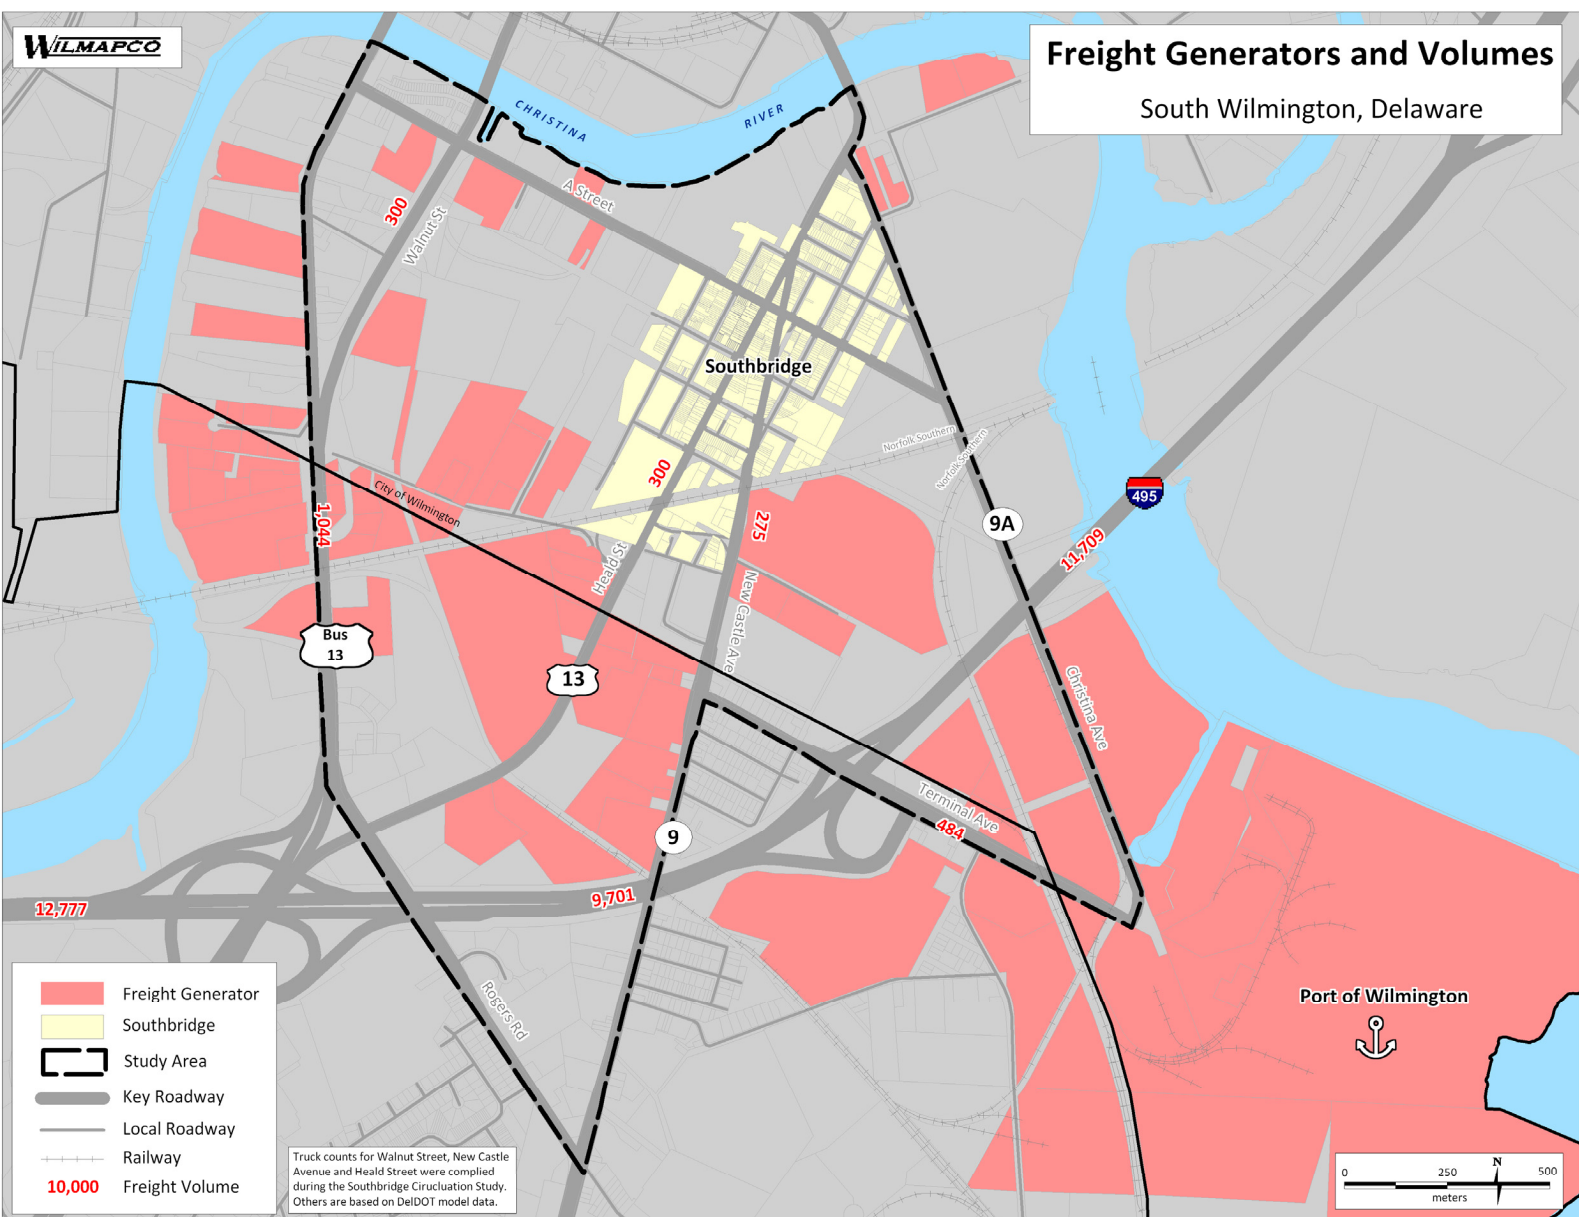 WILMAPCO
Freight Generators and Volumes
South Wilmington, Delaware
CHRISTINA
RIVER
A Street
300
Walnut St
Southbridge
Norfolk Southern
Norfolk Southern
300
City of Wilmington
1,044
275
9A
495
11,709
Heald St
New Castle Ave
Bus
13
13
Christina Ave
Terminal Ave
484
9
9,701
12,777
Rogers Rd
Port of Wilmington
Freight Generator
Southbridge
Study Area
Key Roadway
Local Roadway
Railway
10,000 Freight Volume
Truck counts for Walnut Street, New Castle
Avenue and Heald Street were complied
during the Southbridge Cirucluation Study.
Others are based on DelDOT model data.
N
0 250 500
meters